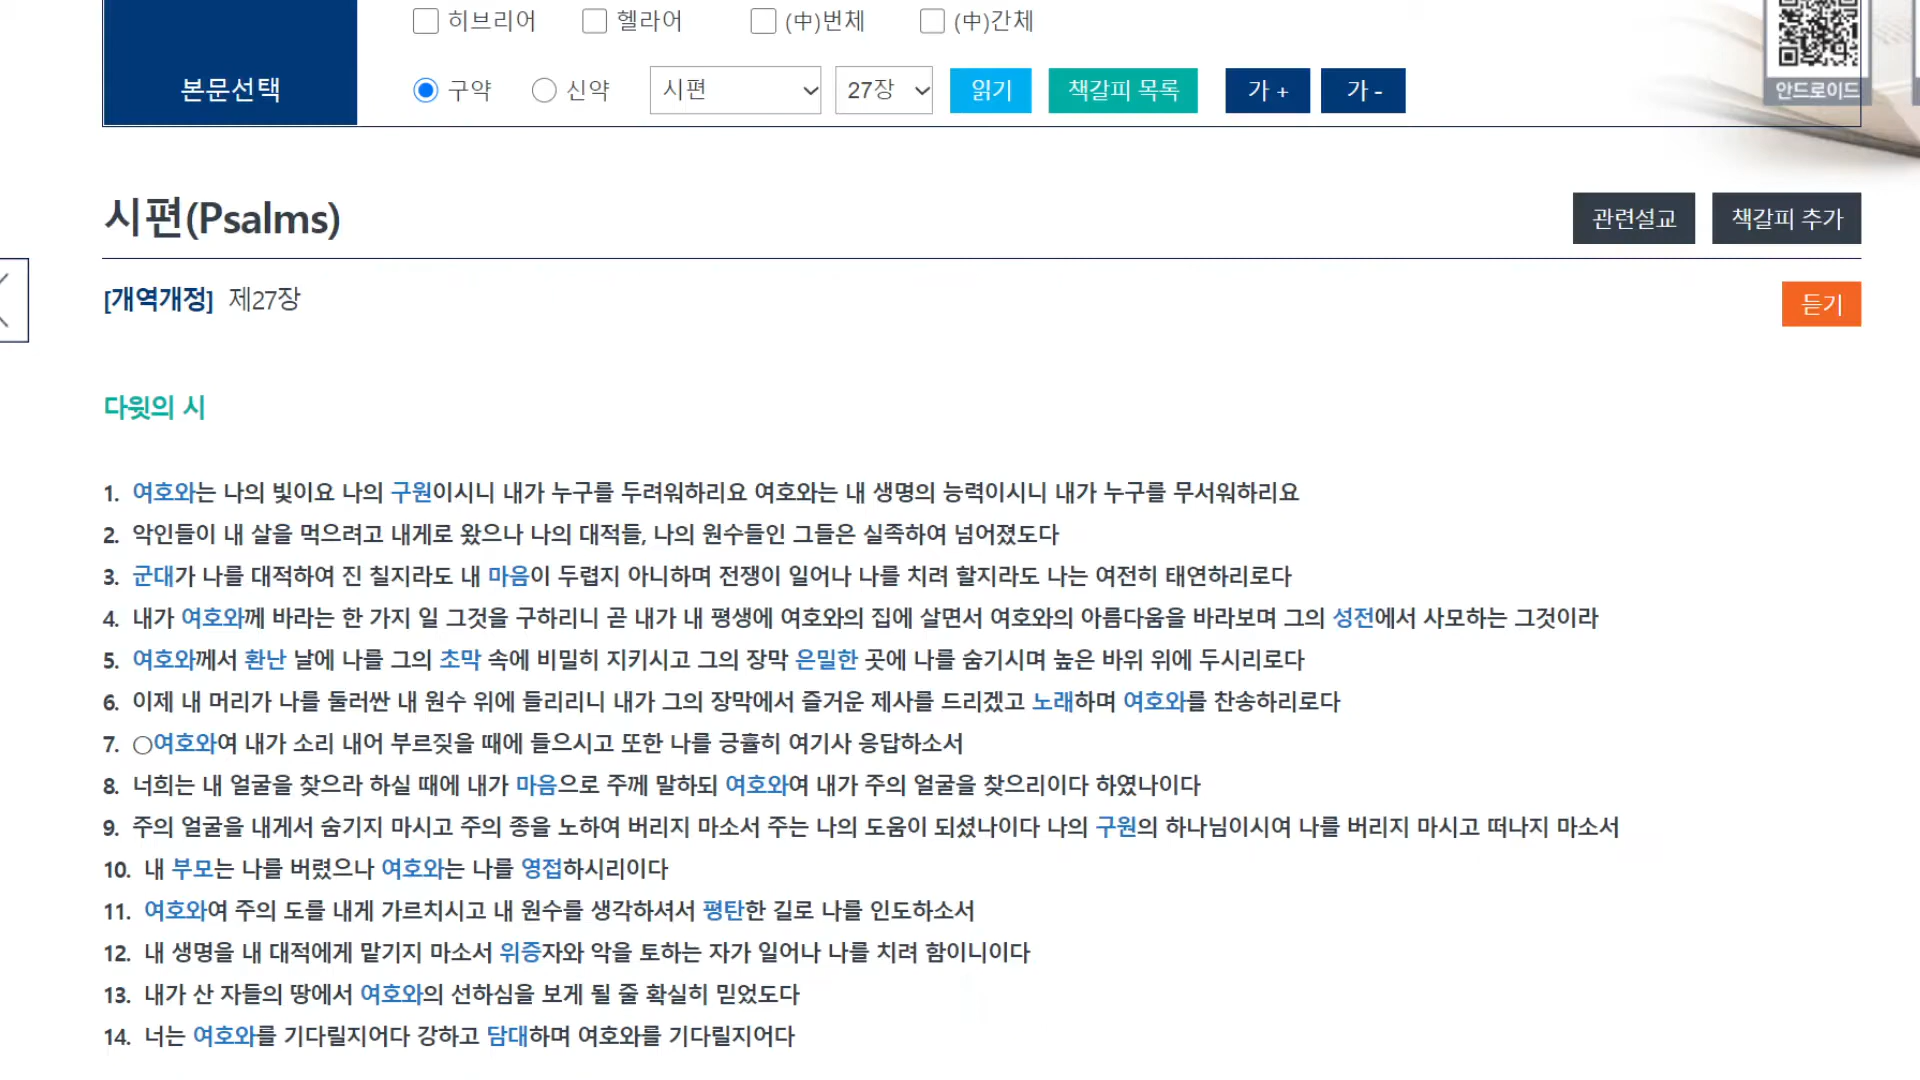 히브리어 헬라어 (中)번체 (中)간체
본문선택 구약 신약 시편 27장 읽기 책갈피 목록 가 + 가 -
안드로이드
시편(Psalms) 관련설교 책갈피 추가
[개역개정] 제27장 듣기
다윗의 시
1. 여호와는 나의 빛이요 나의 구원이시니 내가 누구를 두려워하리요 여호와는 내 생명의 능력이시니 내가 누구를 무서워하리요
2. 악인들이 내 살을 먹으려고 내게로 왔으나 나의 대적들, 나의 원수들인 그들은 실족하여 넘어졌도다
3. 군대가 나를 대적하여 진 칠지라도 내 마음이 두렵지 아니하며 전쟁이 일어나 나를 치려 할지라도 나는 여전히 태연하리로다
4. 내가 여호와께 바라는 한 가지 일 그것을 구하리니 곧 내가 내 평생에 여호와의 집에 살면서 여호와의 아름다움을 바라보며 그의 성전에서 사모하는 그것이라
5. 여호와께서 환난 날에 나를 그의 초막 속에 비밀히 지키시고 그의 장막 은밀한 곳에 나를 숨기시며 높은 바위 위에 두시리로다
6. 이제 내 머리가 나를 둘러싼 내 원수 위에 들리리니 내가 그의 장막에서 즐거운 제사를 드리겠고 노래하며 여호와를 찬송하리로다
7. ○여호와여 내가 소리 내어 부르짖을 때에 들으시고 또한 나를 긍휼히 여기사 응답하소서
8. 너희는 내 얼굴을 찾으라 하실 때에 내가 마음으로 주께 말하되 여호와여 내가 주의 얼굴을 찾으리이다 하였나이다
9. 주의 얼굴을 내게서 숨기지 마시고 주의 종을 노하여 버리지 마소서 주는 나의 도움이 되셨나이다 나의 구원의 하나님이시여 나를 버리지 마시고 떠나지 마소서
10. 내 부모는 나를 버렸으나 여호와는 나를 영접하시리이다
11. 여호와여 주의 도를 내게 가르치시고 내 원수를 생각하셔서 평탄한 길로 나를 인도하소서
12. 내 생명을 내 대적에게 맡기지 마소서 위증자와 악을 토하는 자가 일어나 나를 치려 함이니이다
13. 내가 산 자들의 땅에서 여호와의 선하심을 보게 될 줄 확실히 믿었도다
14. 너는 여호와를 기다릴지어다 강하고 담대하며 여호와를 기다릴지어다